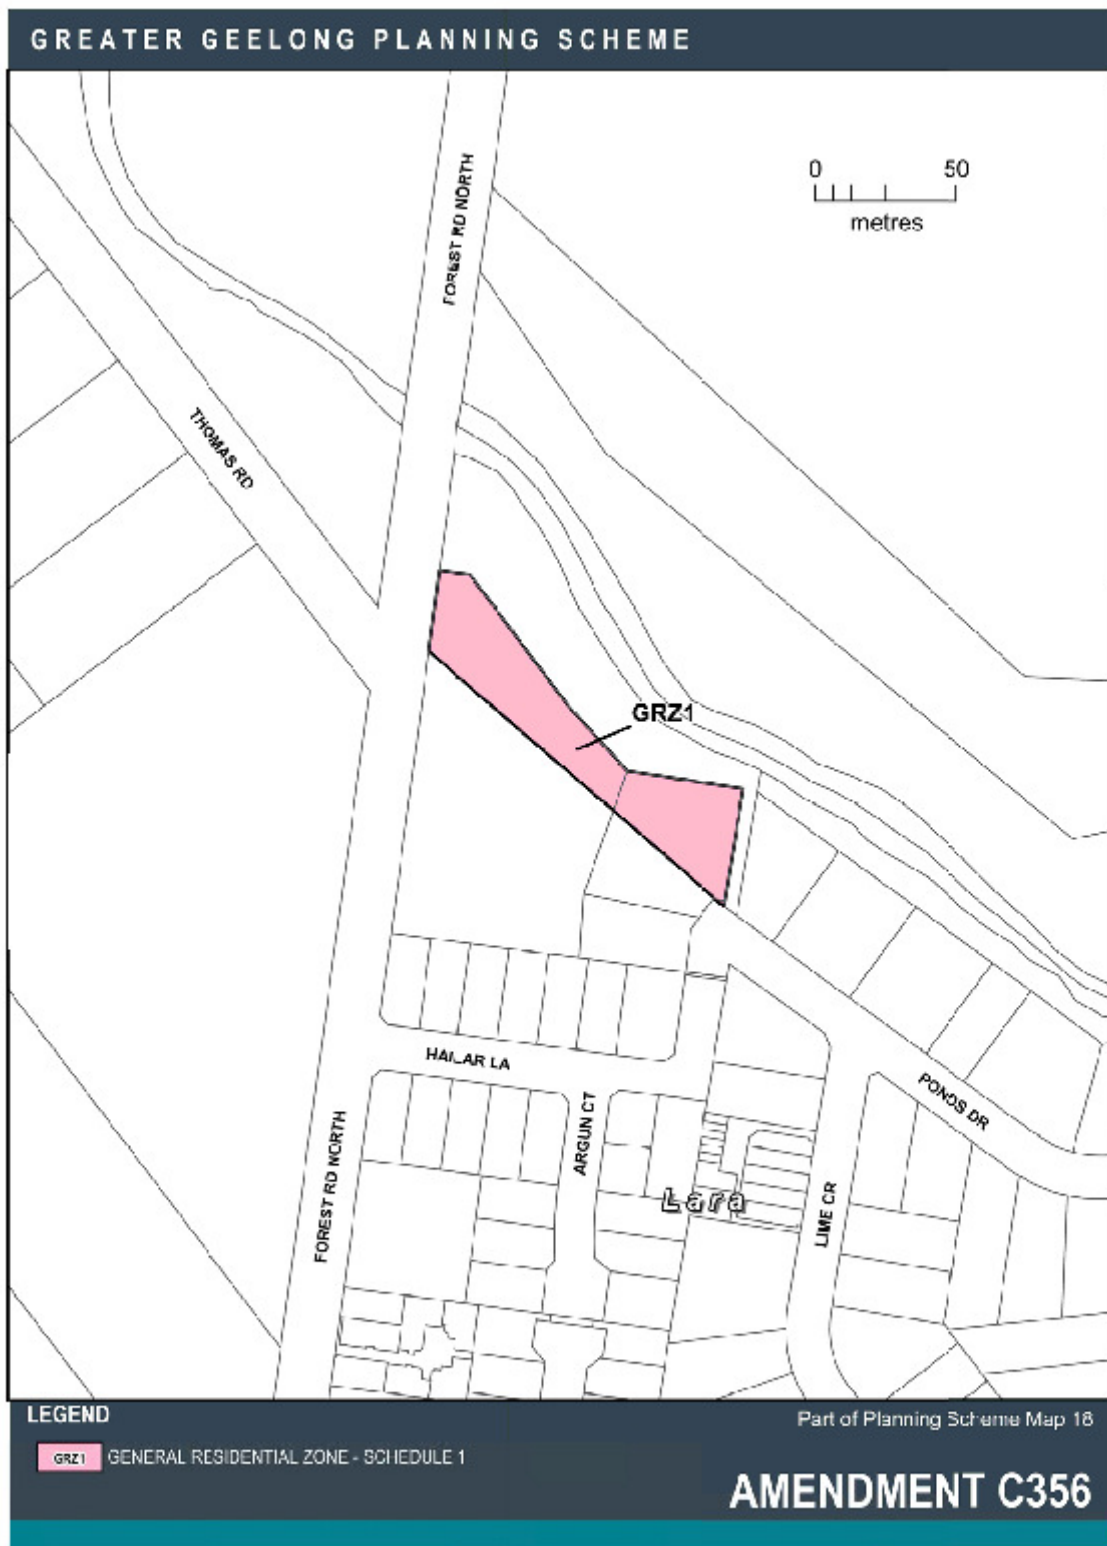 GREATER GEELONG PLANNING SCHEME
0 50
metres
FOREST RD NORTH
THOMAS RD
GRZ1
HAILAR LA
ARGUN CT
PONDS DR
FOREST RD NORTH
Lara
LIME CR
LEGEND
Part of Planning Scheme Map 18
GRZ1 GENERAL RESIDENTIAL ZONE - SCHEDULE 1
AMENDMENT C356